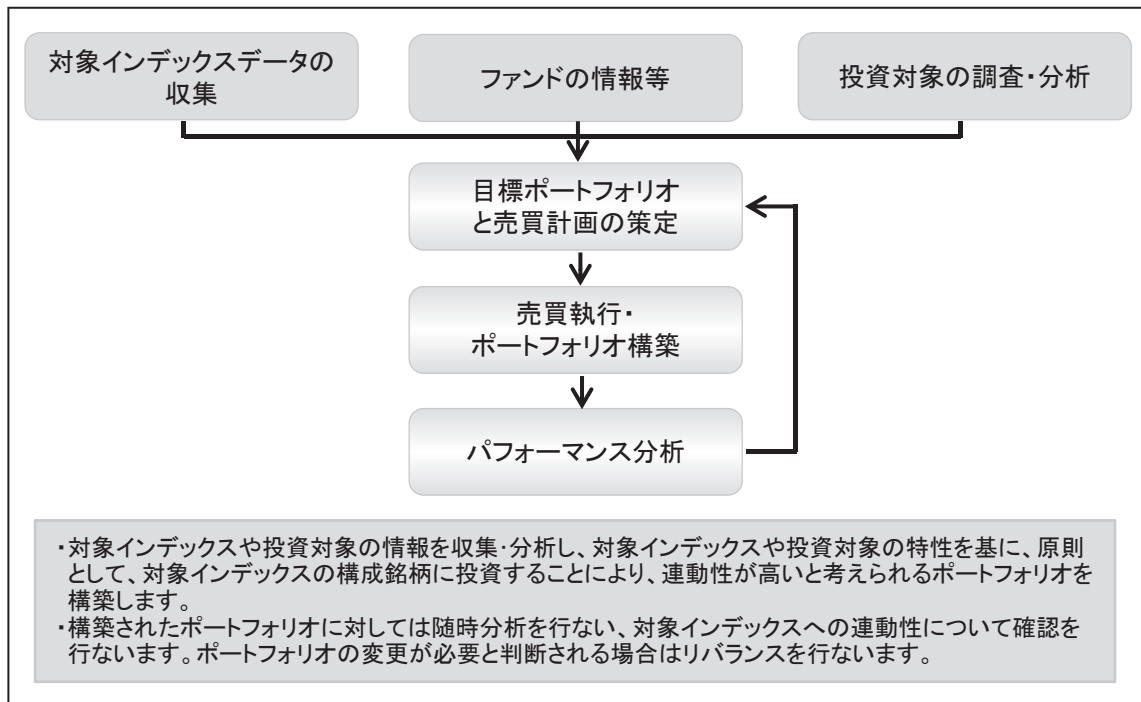 対象インデックスデータの
収集
ファンドの情報等
投資対象の調査・分析
目標ポートフォリオ
と売買計画の策定
売買執行・
ポートフォリオ構築
パフォーマンス分析
・対象インデックスや投資対象の情報を収集・分析し、対象インデックスや投資対象の特性を基に、原則
として、対象インデックスの構成銘柄に投資することにより、連動性が高いと考えられるポートフォリオを
構築します。
・構築されたポートフォリオに対しては随時分析を行ない、対象インデックスへの連動性について確認を
行ないます。ポートフォリオの変更が必要と判断される場合はリバランスを行ないます。